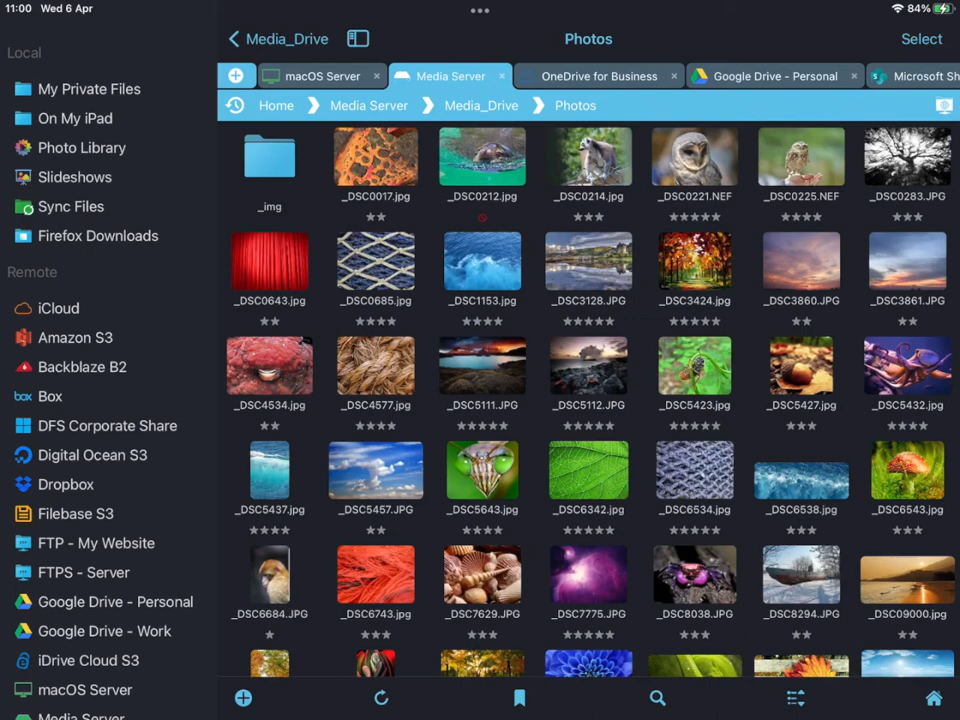 11:00 Wed 6 Apr
84%
Local
My Private Files
On My iPad
Photo Library
Slideshows
Sync Files
Firefox Downloads
Remote
iCloud
Amazon S3
Backblaze B2
box Box
DFS Corporate Share
Digital Ocean S3
Dropbox
Filebase S3
FTP - My Website
FTPS - Server
Google Drive - Personal
Google Drive - Work
iDrive Cloud S3
macOS Server
Media Server
Media_Drive
Photos
Select
macOS Server × Media Server × OneDrive for Business × Google Drive - Personal × Microsoft Sh
Home Media Server Media_Drive Photos
_img _DSC0017.jpg _DSC0212.jpg _DSC0214.jpg _DSC0221.NEF _DSC0225.NEF _DSC0283.JPG
_DSC0643.jpg _DSC0685.jpg _DSC1153.jpg _DSC3128.JPG _DSC3424.jpg _DSC3860.JPG _DSC3861.JPG
_DSC4534.jpg _DSC4577.jpg _DSC5111.JPG _DSC5112.JPG _DSC5423.jpg _DSC5427.jpg _DSC5432.jpg
_DSC5437.jpg _DSC5457.JPG _DSC5643.jpg _DSC6342.jpg _DSC6534.jpg _DSC6538.jpg _DSC6543.jpg
_DSC6684.JPG _DSC6743.jpg _DSC7629.JPG _DSC7775.JPG _DSC8038.JPG _DSC8294.JPG _DSC09000.jpg